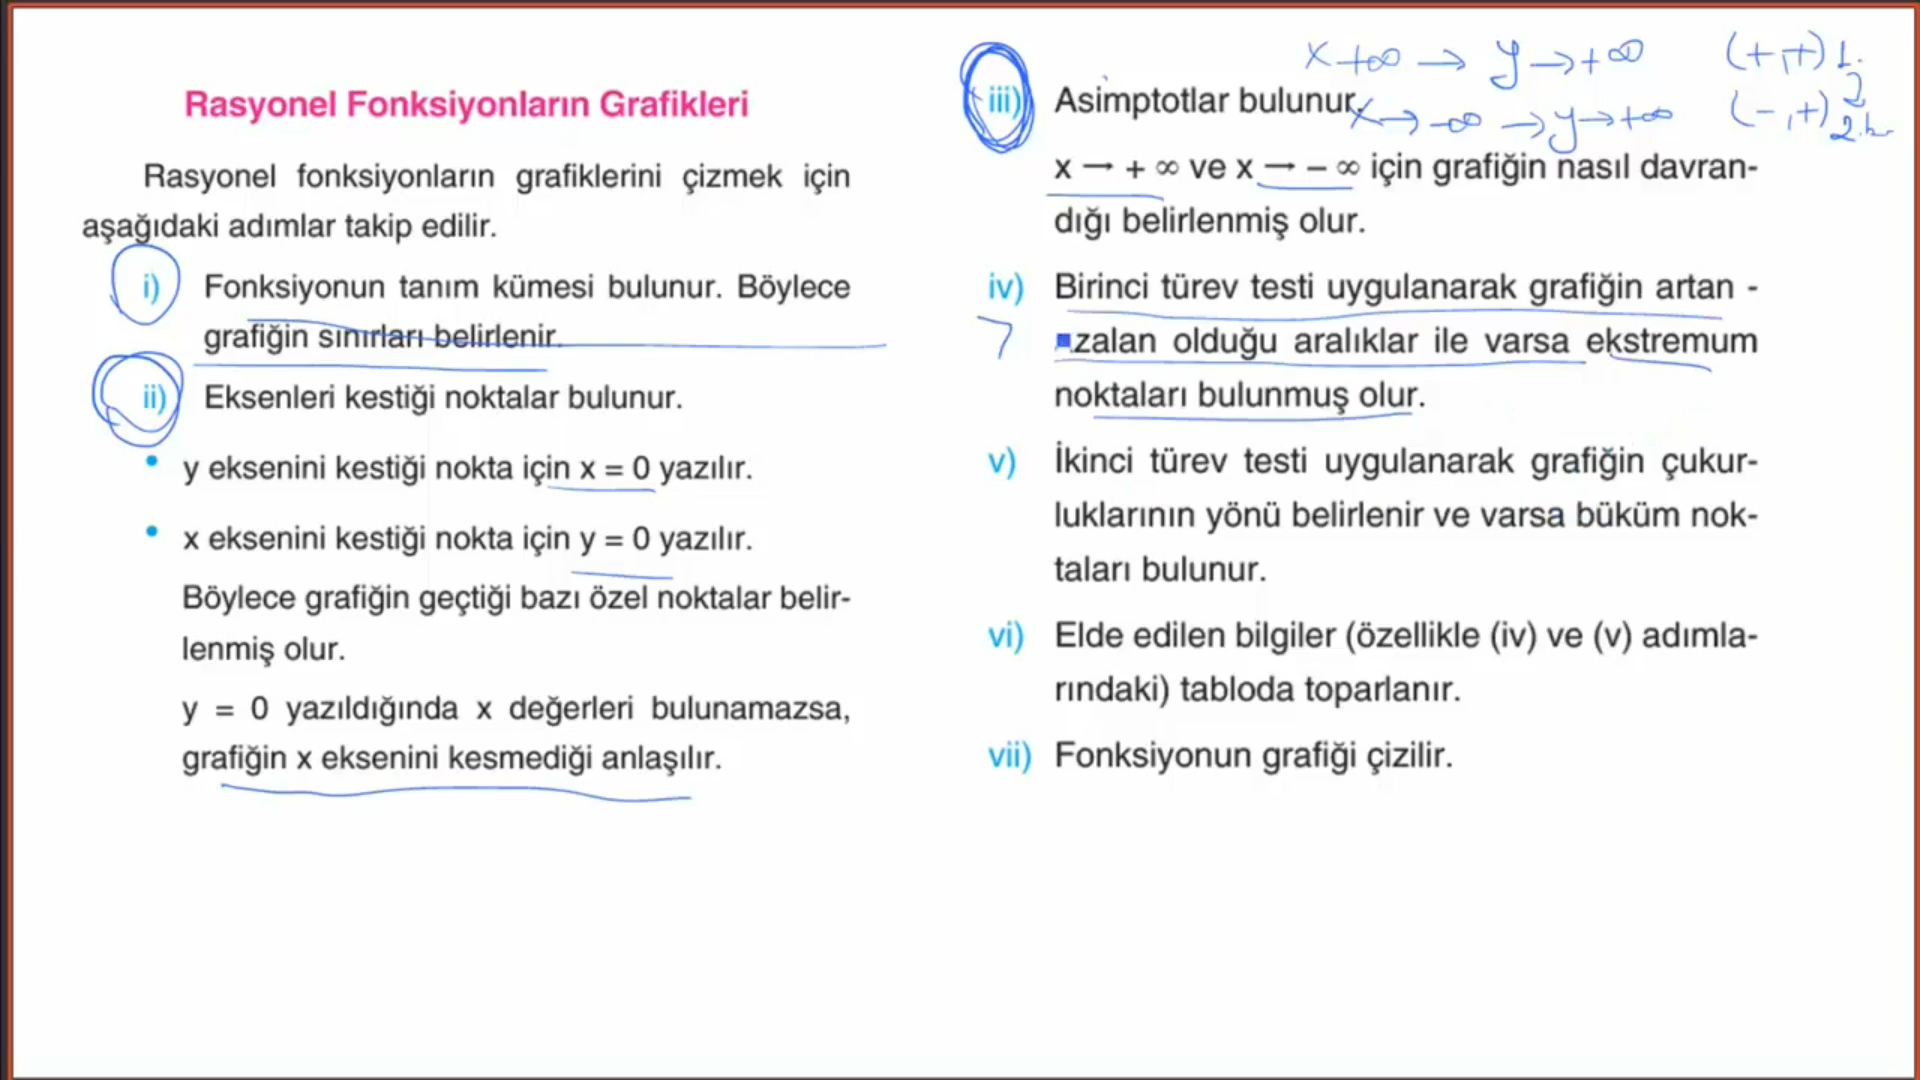 Rasyonel Fonksiyonların Grafikleri
Rasyonel fonksiyonların grafiklerini çizmek için
aşağıdaki adımlar takip edilir.
i) Fonksiyonun tanım kümesi bulunur. Böylece
grafiğin sınırları belirlenir.
ii) Eksenleri kestiği noktalar bulunur.
• y eksenini kestiği nokta için x = 0 yazılır.
• x eksenini kestiği nokta için y = 0 yazılır.
Böylece grafiğin geçtiği bazı özel noktalar belir-
lenmiş olur.
y = 0 yazıldığında x değerleri bulunamazsa,
grafiğin x eksenini kesmediği anlaşılır.
x +∞ → y → +∞ (+,+) 1.
iii) Asimptotlar bulunur.
x → -∞ → y → +∞ (-,+) 2.
x → + ∞ ve x → – ∞ için grafiğin nasıl davran-
dığı belirlenmiş olur.
iv) Birinci türev testi uygulanarak grafiğin artan -
zalan olduğu aralıklar ile varsa ekstremum
noktaları bulunmuş olur.
v) İkinci türev testi uygulanarak grafiğin çukur-
luklarının yönü belirlenir ve varsa büküm nok-
taları bulunur.
vi) Elde edilen bilgiler (özellikle (iv) ve (v) adımla-
rındaki) tabloda toparlanır.
vii) Fonksiyonun grafiği çizilir.